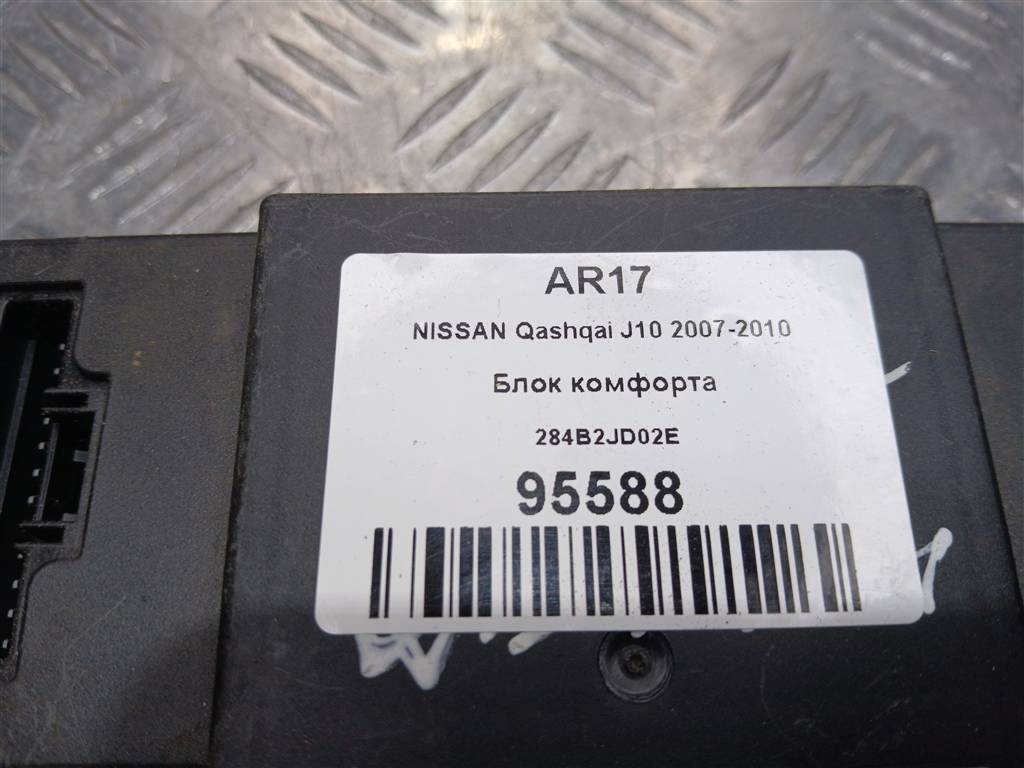 AR17
NISSAN Qashqai J10 2007-2010
Блок комфорта
284B2JD02E
95588